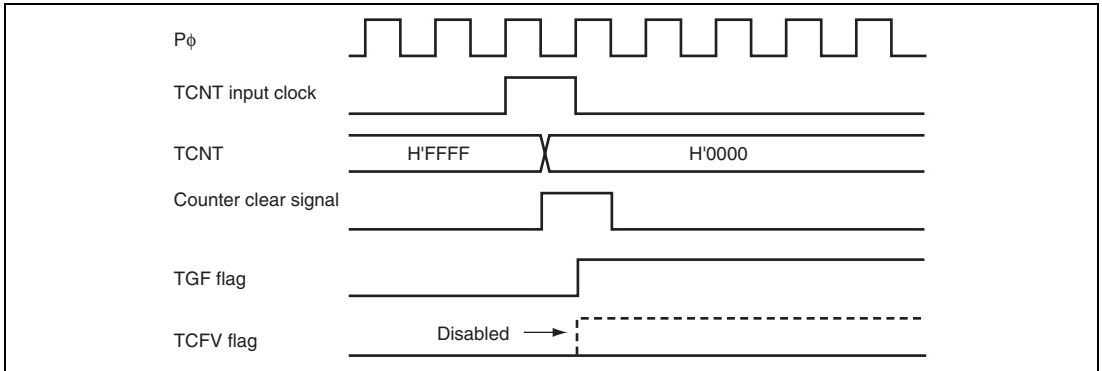 Pϕ
TCNT input clock
TCNT
H'FFFF
H'0000
Counter clear signal
TGF flag
TCFV flag
Disabled